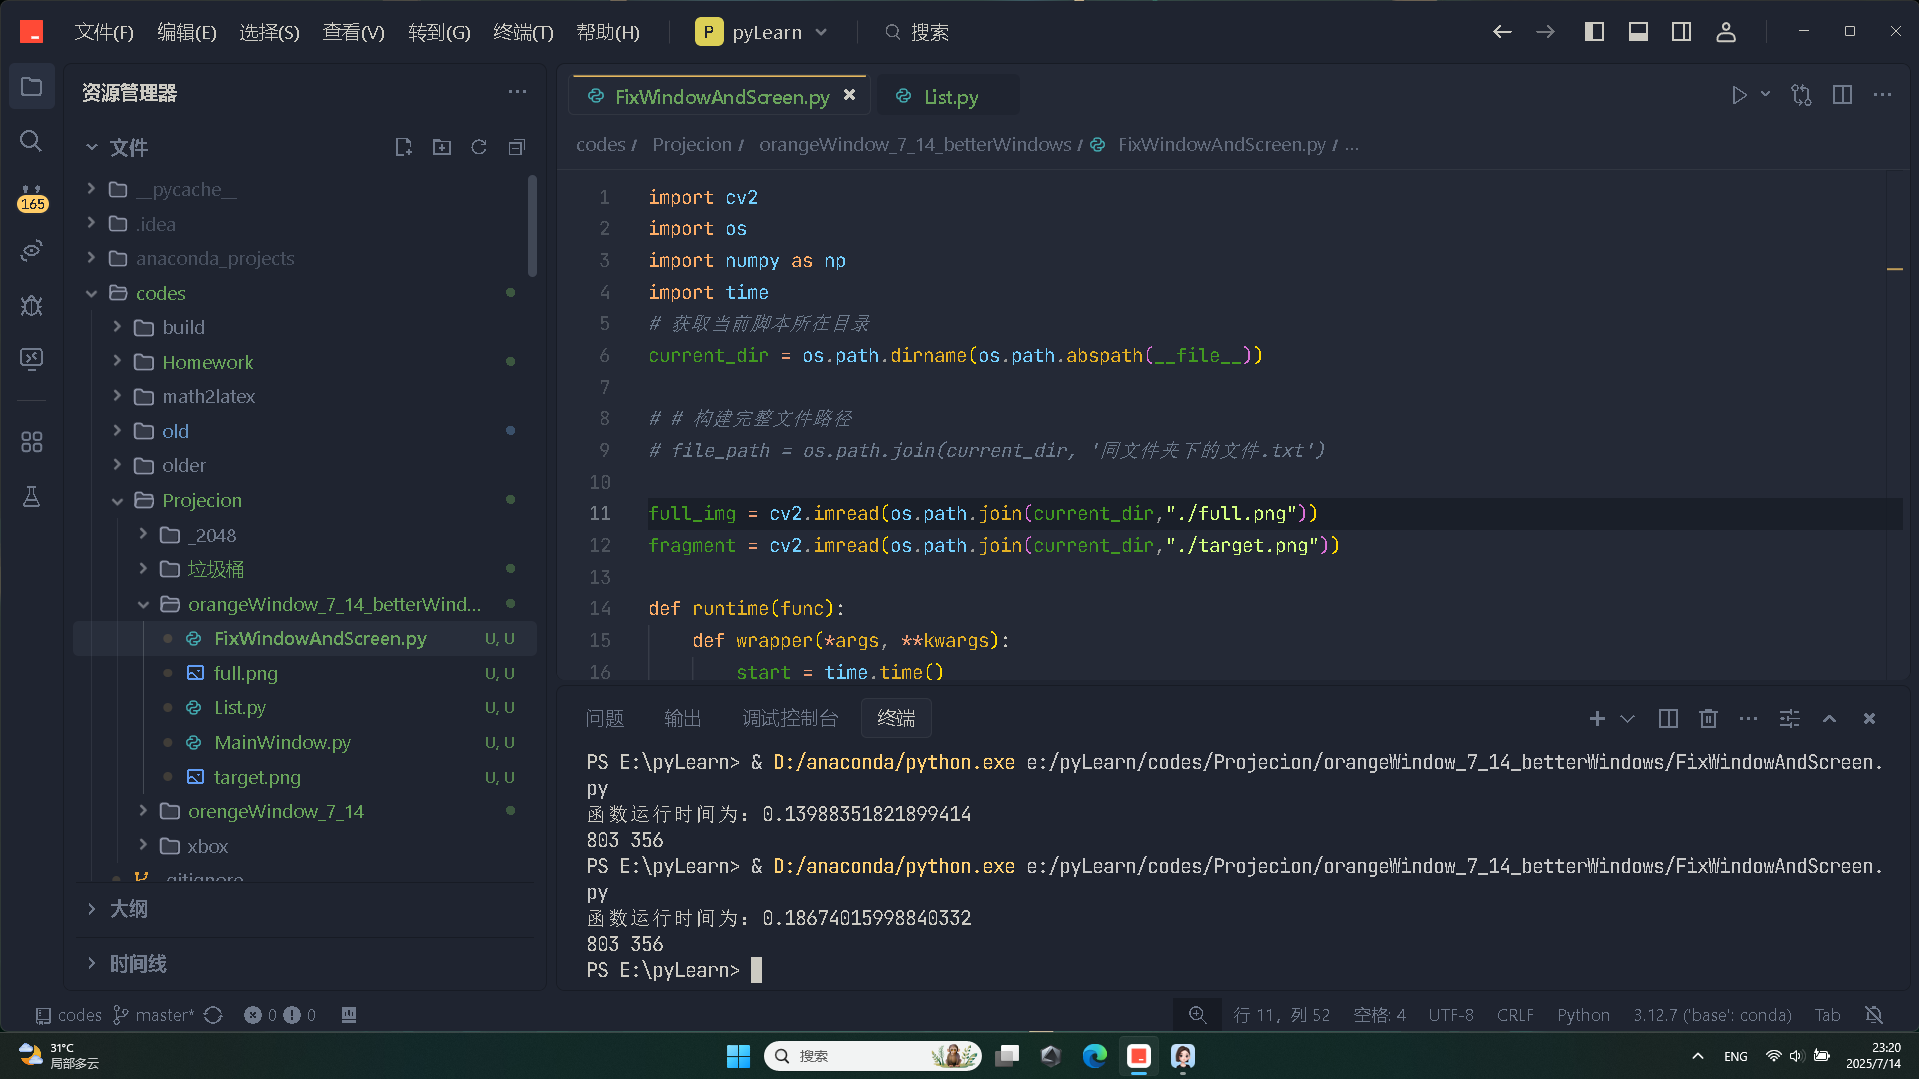 文件(F) 编辑(E) 选择(S) 查看(V) 转到(G) 终端(T) 帮助(H) P pyLearn 搜索
资源管理器
文件
__pycache__
.idea
anaconda_projects
codes
build
Homework
math2latex
old
older
Projecion
_2048
垃圾桶
orangeWindow_7_14_betterWind...
FixWindowAndScreen.py U, U
full.png U, U
List.py U, U
MainWindow.py U, U
target.png U, U
orengeWindow_7_14
xbox
.gitignore
大纲
时间线
165
FixWindowAndScreen.py List.py
codes / Projecion / orangeWindow_7_14_betterWindows / FixWindowAndScreen.py / ...
1 import cv2
2 import os
3 import numpy as np
4 import time
5 # 获取当前脚本所在目录
6 current_dir = os.path.dirname(os.path.abspath(__file__))
7
8 # # 构建完整文件路径
9 # file_path = os.path.join(current_dir, '同文件夹下的文件.txt')
10
11 full_img = cv2.imread(os.path.join(current_dir,"./full.png"))
12 fragment = cv2.imread(os.path.join(current_dir,"./target.png"))
13
14 def runtime(func):
15 def wrapper(*args, **kwargs):
16 start = time.time()
问题 输出 调试控制台 终端
PS E:\pyLearn> & D:/anaconda/python.exe e:/pyLearn/codes/Projecion/orangeWindow_7_14_betterWindows/FixWindowAndScreen.
py
函数运行时间为: 0.13988351821899414
803 356
PS E:\pyLearn> & D:/anaconda/python.exe e:/pyLearn/codes/Projecion/orangeWindow_7_14_betterWindows/FixWindowAndScreen.
py
函数运行时间为: 0.18674015998840332
803 356
PS E:\pyLearn>
codes master* 0 0 行 11, 列 52 空格: 4 UTF-8 CRLF Python 3.12.7 ('base': conda) Tab
31°C
局部多云
搜索
ENG
23:20
2025/7/14